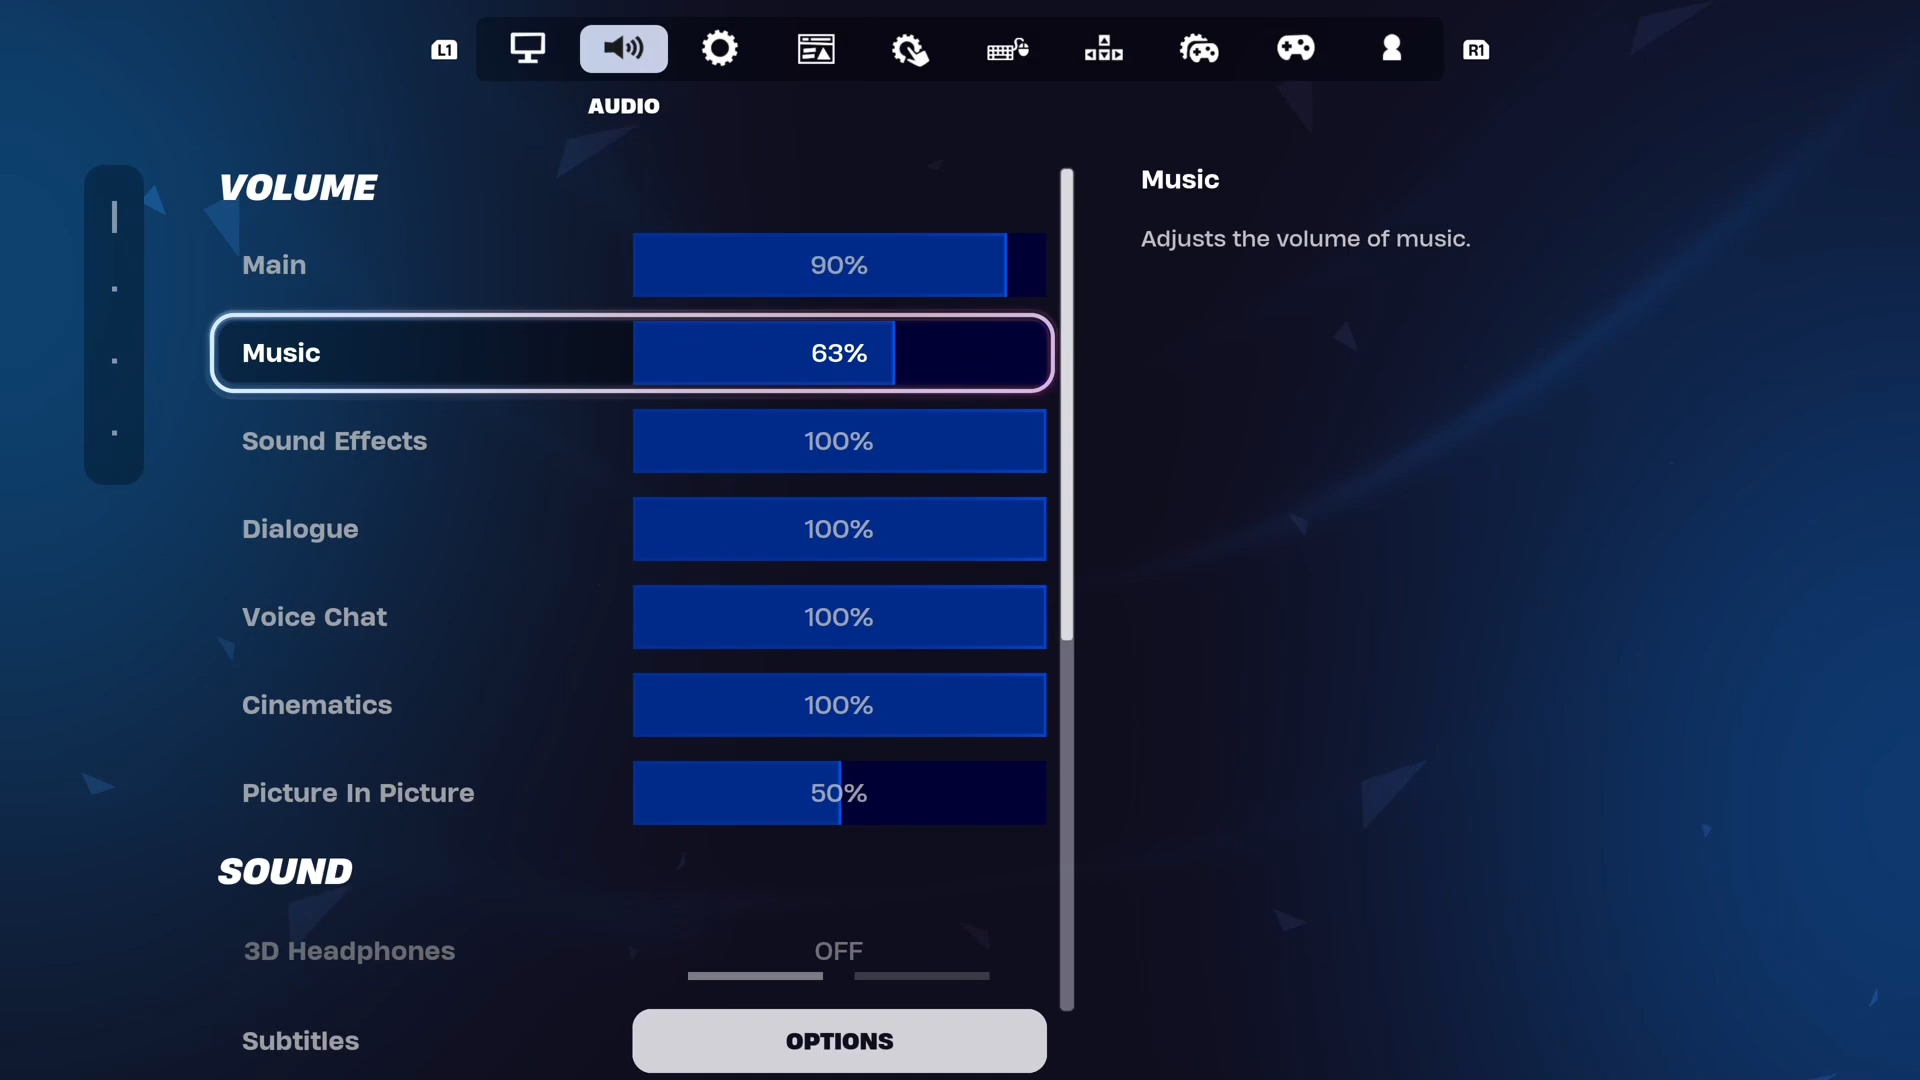 L1
R1
AUDIO
VOLUME
Main 90%
Music 63%
Sound Effects 100%
Dialogue 100%
Voice Chat 100%
Cinematics 100%
Picture In Picture 50%
SOUND
3D Headphones OFF
Subtitles OPTIONS
Music
Adjusts the volume of music.